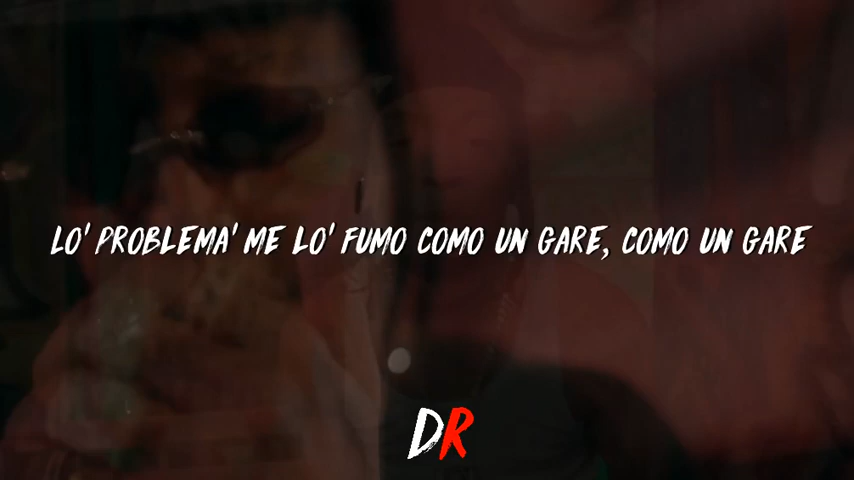 LO' PROBLEMA' ME LO' FUMO COMO UN GARE, COMO UN GARE
DR